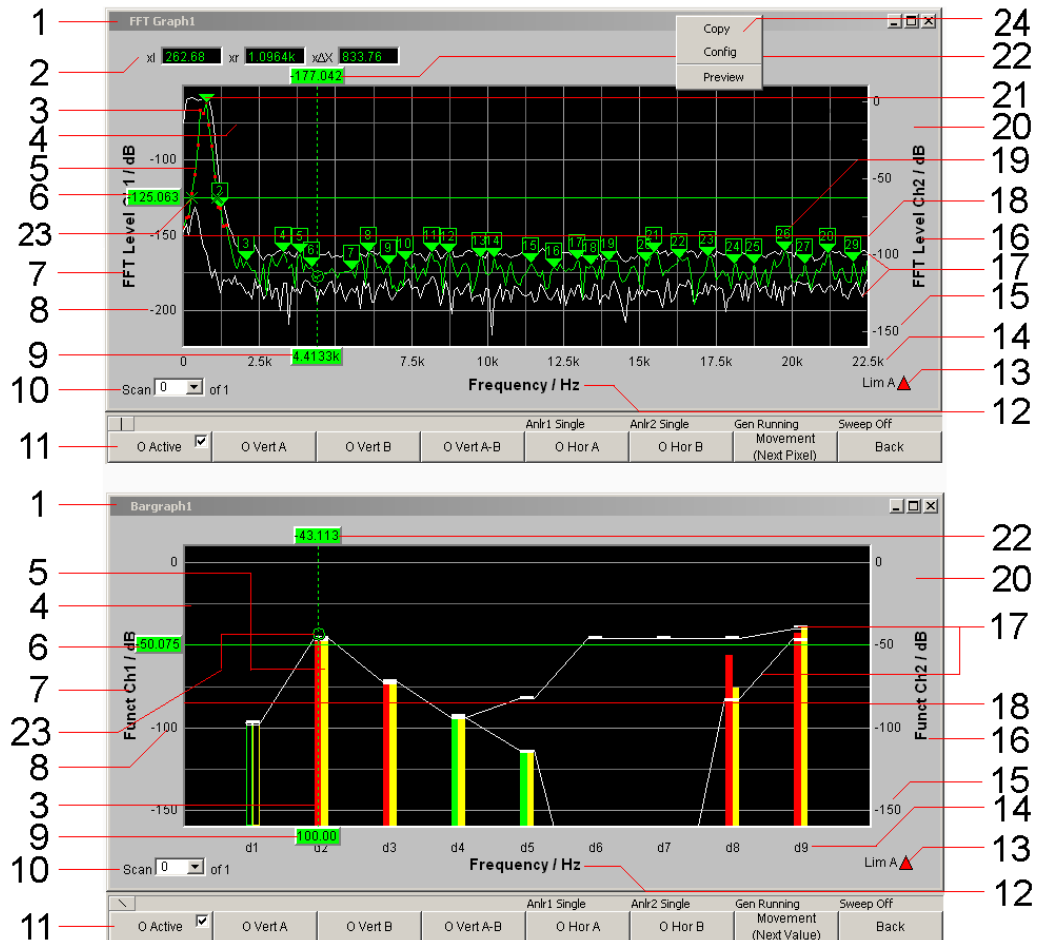 1 FFT Graph1 24
Copy
Config
Preview
2 xl 262.68 xr 1.0964k xΔX 833.76 22
-177.042
3 21
4 0 20
5 -100 19
-50
6 -125.063 2 18
23 -150 3 4 5 6 7 8 9 10 11 12 13 14 15 16 17 18 19 21 22 23 24 25 26 27 20 29 -100 16
7 FFT Level Ch1 / dB FFT Level Ch2 / dB 17
8 -200 -150 15
9 0 2.5k 4.4133k 7.5k 10k 12.5k 15k 17.5k 20k 22.5k 14
10 Scan 0 of 1 Frequency / Hz Lim A 13
12
Anlr1 Single Anlr2 Single Gen Running Sweep Off
11 O Active O Vert A O Vert B O Vert A-B O Hor A O Hor B Movement (Next Pixel) Back
1 Bargraph1
-43.113 22
5 0 0 20
4
6 -50.075 -50 17
7 Funct Ch1 / dB Funct Ch2 / dB
23 18
8 -100 -100 16
3 -150 -150 15
9 100.00 14
d1 d2 d3 d4 d5 d6 d7 d8 d9
10 Scan 0 of 1 Frequency / Hz Lim A 13
12
Anlr1 Single Anlr2 Single Gen Running Sweep Off
11 O Active O Vert A O Vert B O Vert A-B O Hor A O Hor B Movement (Next Value) Back